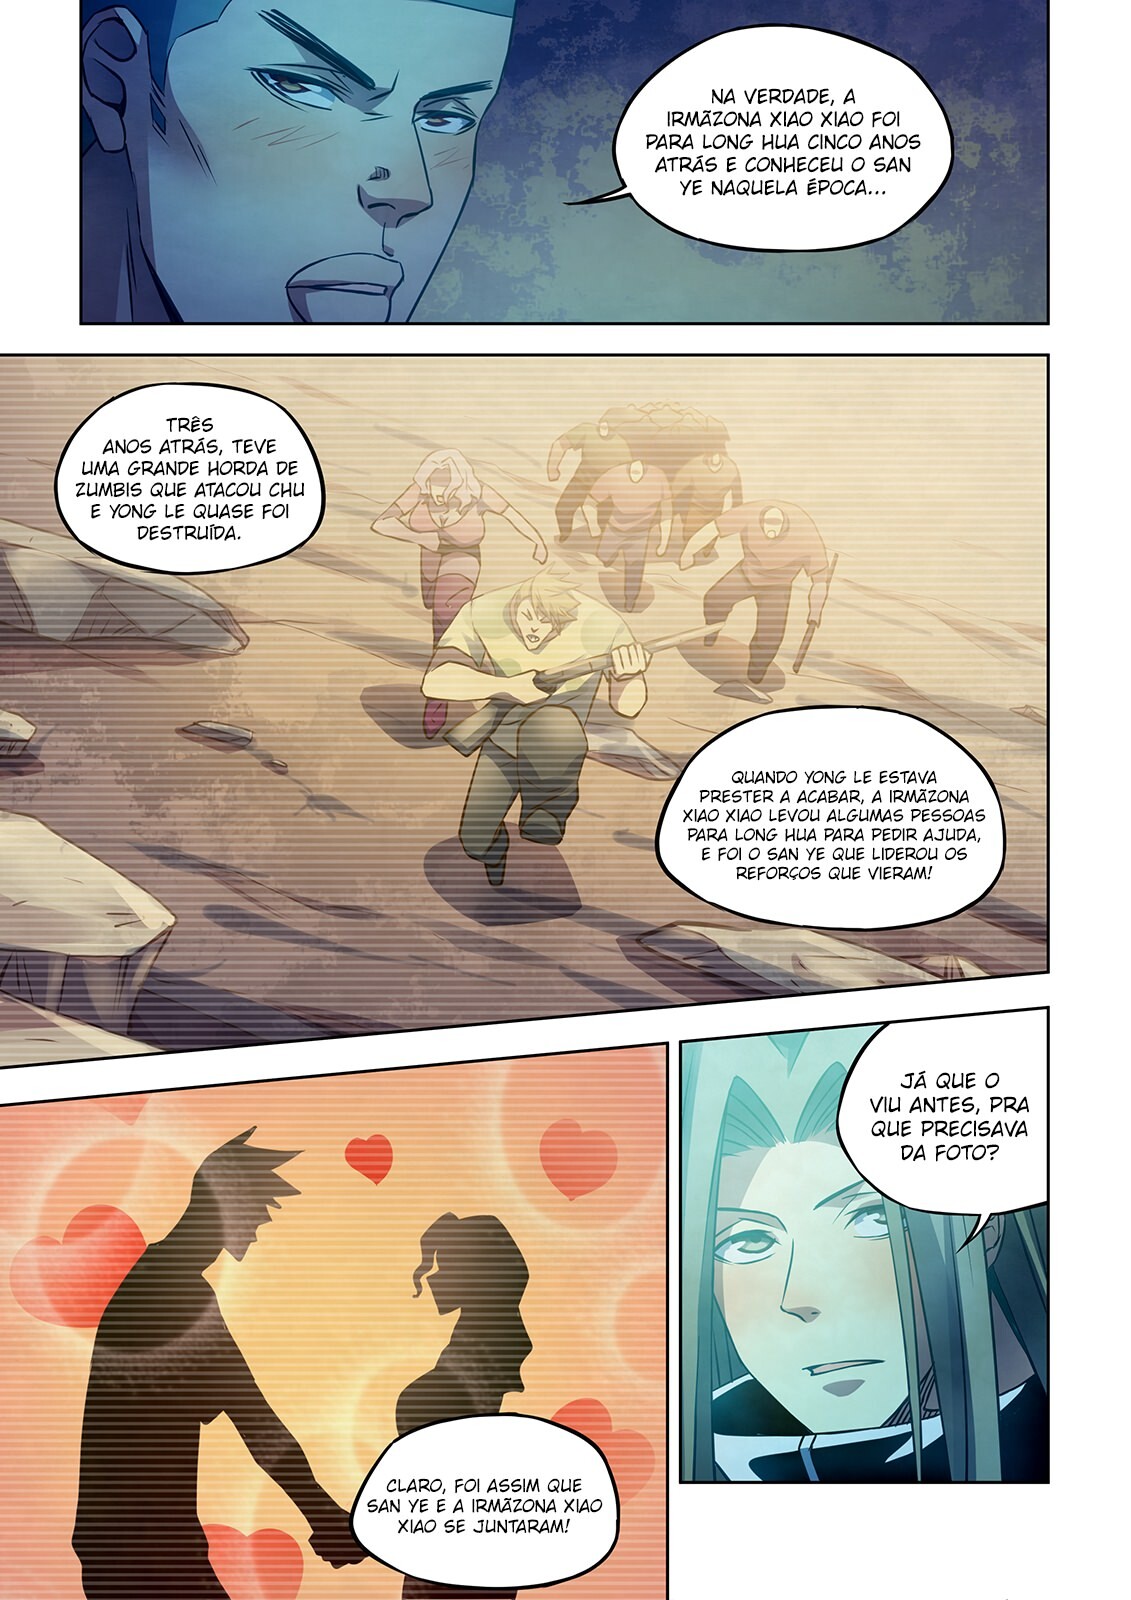 NA VERDADE, A
IRMÃZONA XIAO XIAO FOI
PARA LONG HUA CINCO ANOS
ATRÁS E CONHECEU O SAN
YE NAQUELA ÉPOCA...
TRÊS
ANOS ATRÁS, TEVE
UMA GRANDE HORDA DE
ZUMBIS QUE ATACOU CHU
E YONG LE QUASE FOI
DESTRUÍDA.
QUANDO YONG LE ESTAVA
PRESTER A ACABAR, A IRMÃZONA
XIAO XIAO LEVOU ALGUMAS PESSOAS
PARA LONG HUA PARA PEDIR AJUDA,
E FOI O SAN YE QUE LIDEROU OS
REFORÇOS QUE VIERAM!
JÁ QUE O
VIU ANTES, PRA
QUE PRECISAVA
DA FOTO?
CLARO, FOI ASSIM QUE
SAN YE E A IRMÃZONA XIAO
XIAO SE JUNTARAM!